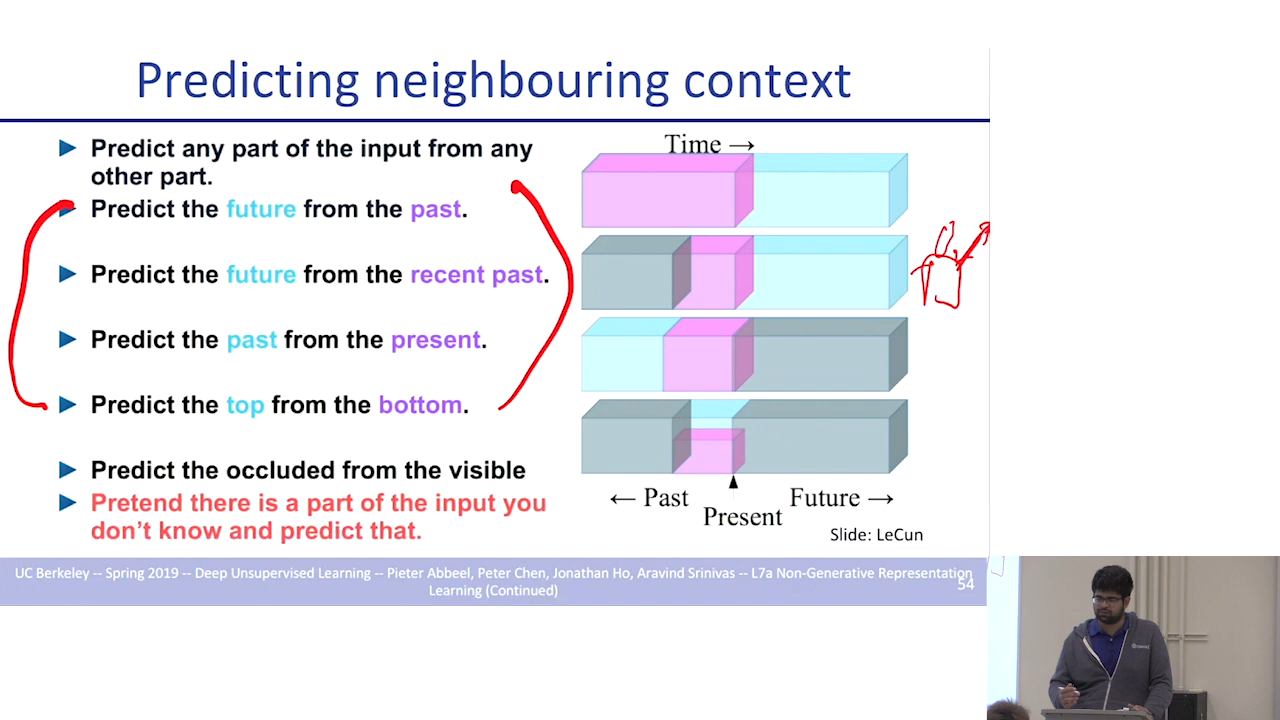 Predicting neighbouring context
Predict any part of the input from any
other part.
Predict the future from the past.
Predict the future from the recent past.
Predict the past from the present.
Predict the top from the bottom.
Predict the occluded from the visible
Pretend there is a part of the input you
don't know and predict that.
Time →
← Past
Present
Future →
Slide: LeCun
UC Berkeley -- Spring 2019 -- Deep Unsupervised Learning -- Pieter Abbeel, Peter Chen, Jonathan Ho, Aravind Srinivas -- L7a Non-Generative Representation
Learning (Continued)
54